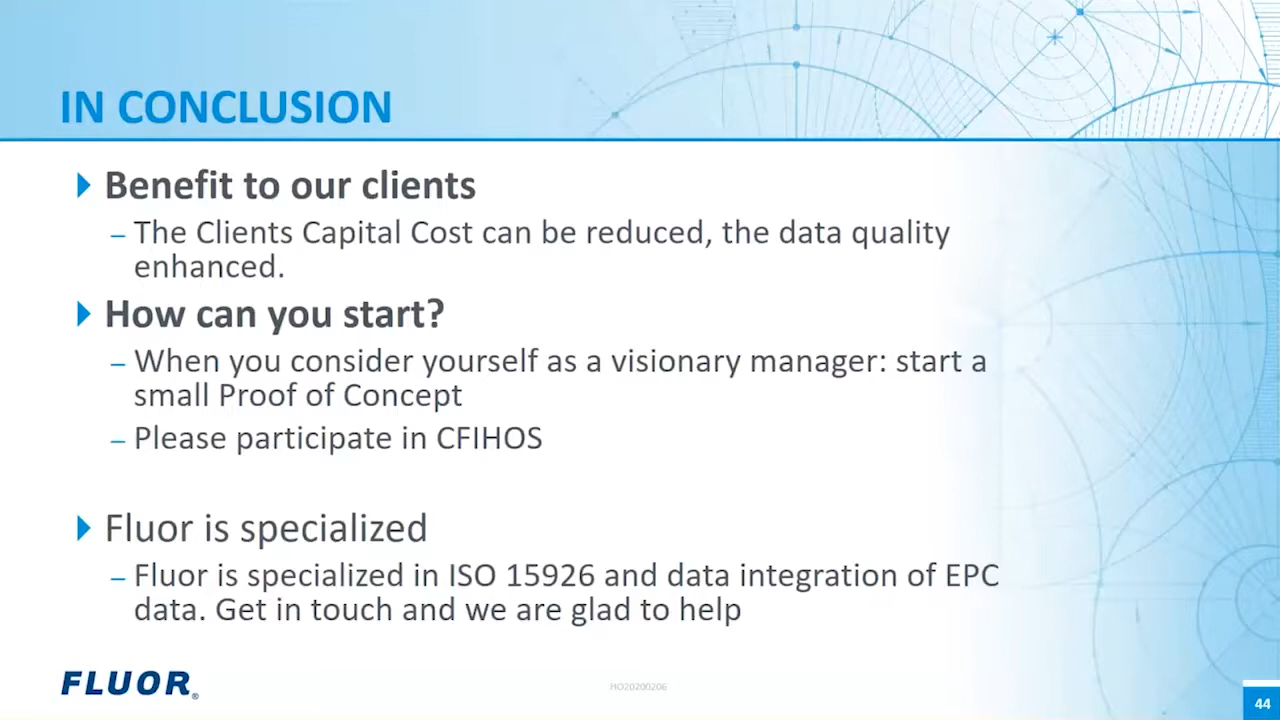 IN CONCLUSION
Benefit to our clients
– The Clients Capital Cost can be reduced, the data quality
enhanced.
How can you start?
– When you consider yourself as a visionary manager: start a
small Proof of Concept
– Please participate in CFIHOS
Fluor is specialized
– Fluor is specialized in ISO 15926 and data integration of EPC
data. Get in touch and we are glad to help
FLUOR®
HO20200206
44